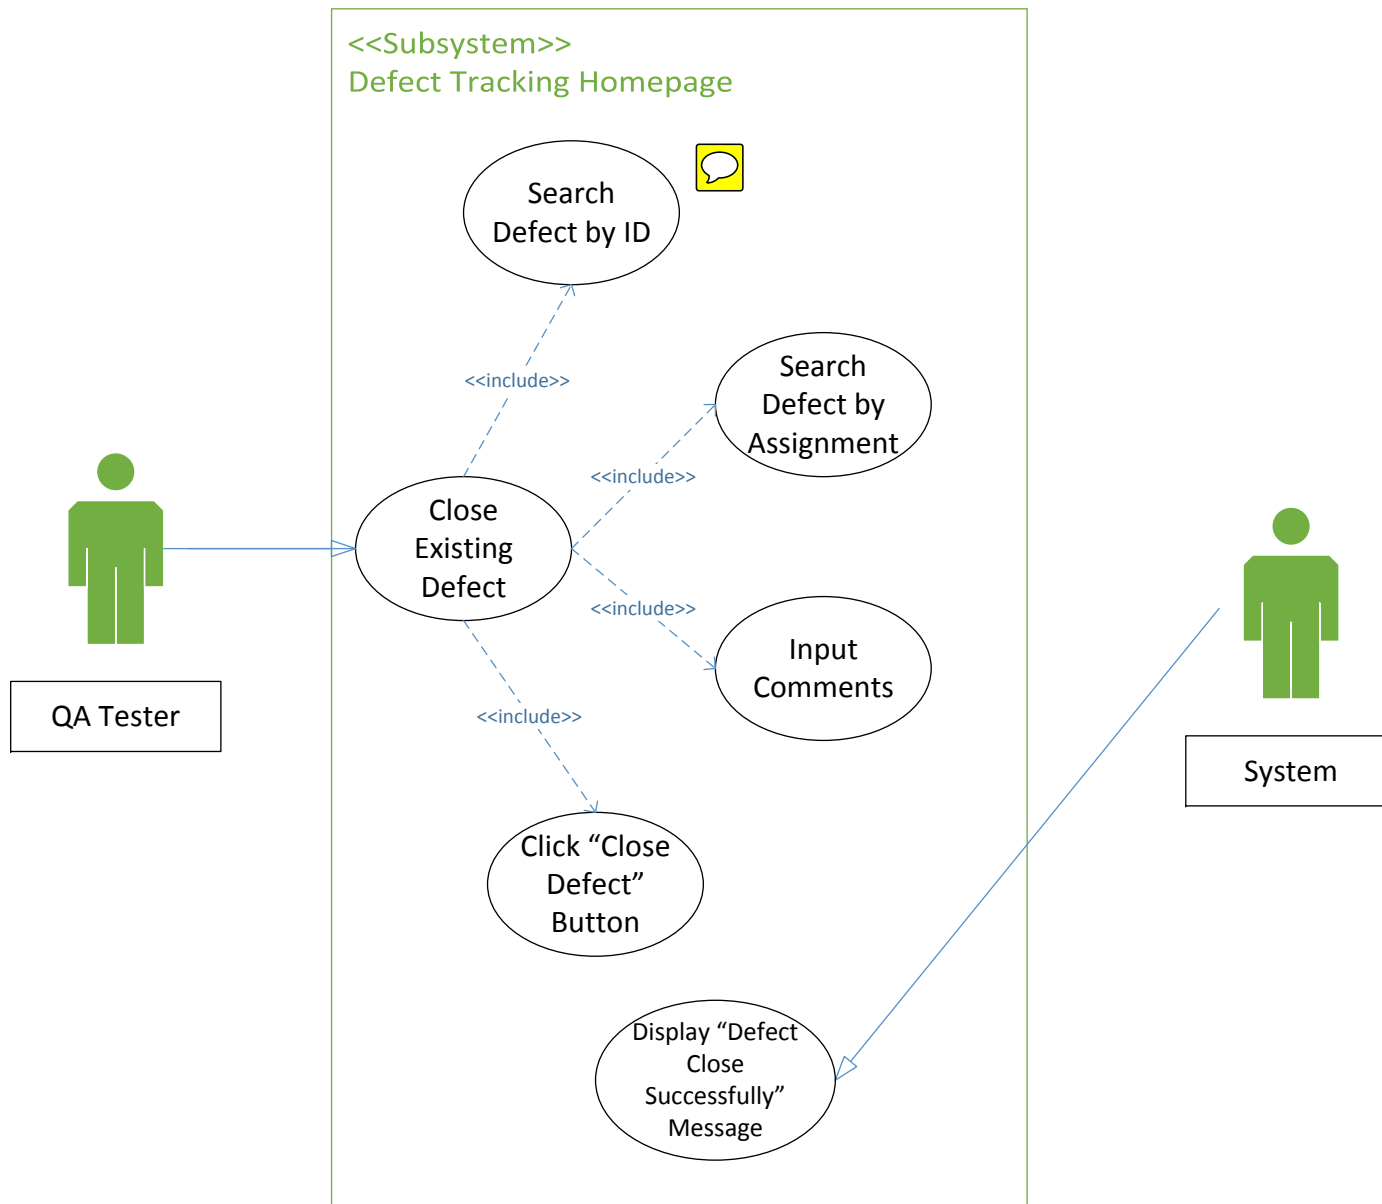 <<Subsystem>>
Defect Tracking Homepage
Search
Defect by ID
<<include>>
Search
Defect by
Assignment
<<include>>
Close
Existing
Defect
<<include>>
Input
Comments
QA Tester
<<include>>
System
Click “Close
Defect”
Button
Display “Defect
Close
Successfully”
Message